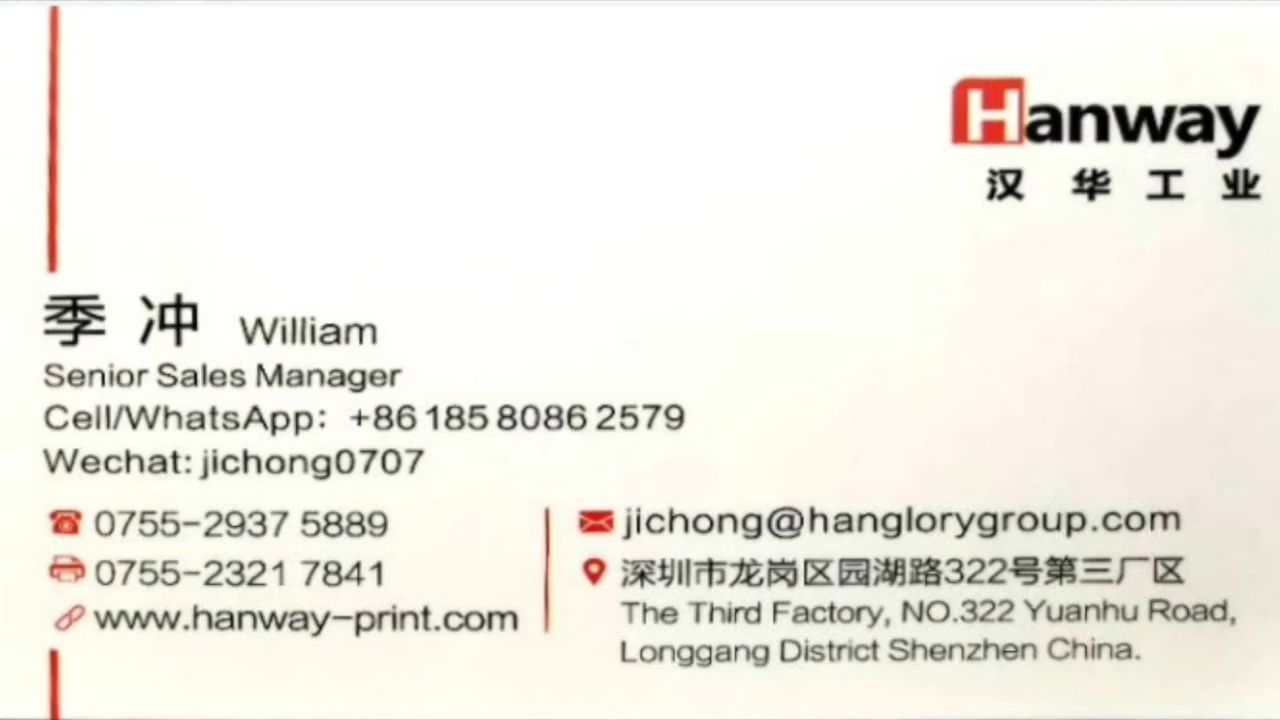 Hanway
汉华工业
季冲 William
Senior Sales Manager
Cell/WhatsApp: +86 185 8086 2579
Wechat: jichong0707
0755-2937 5889
0755-2321 7841
www.hanway-print.com
jichong@hanglorygroup.com
深圳市龙岗区园湖路322号第三厂区
The Third Factory, NO.322 Yuanhu Road,
Longgang District Shenzhen China.